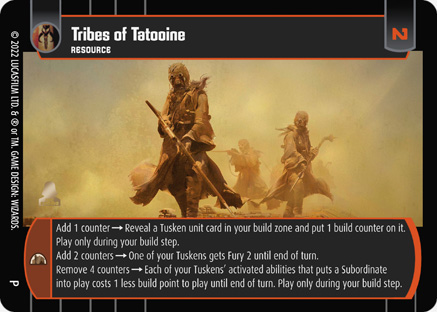 Tribes of Tatooine
RESOURCE
N
© 2022 LUCASFILM LTD. & ® or TM. GAME DESIGN: WIZARDS.
P
Add 1 counter → Reveal a Tusken unit card in your build zone and put 1 build counter on it.
Play only during your build step.
Add 2 counters → One of your Tuskens gets Fury 2 until end of turn.
Remove 4 counters → Each of your Tuskens' activated abilities that puts a Subordinate
into play costs 1 less build point to play until end of turn. Play only during your build step.